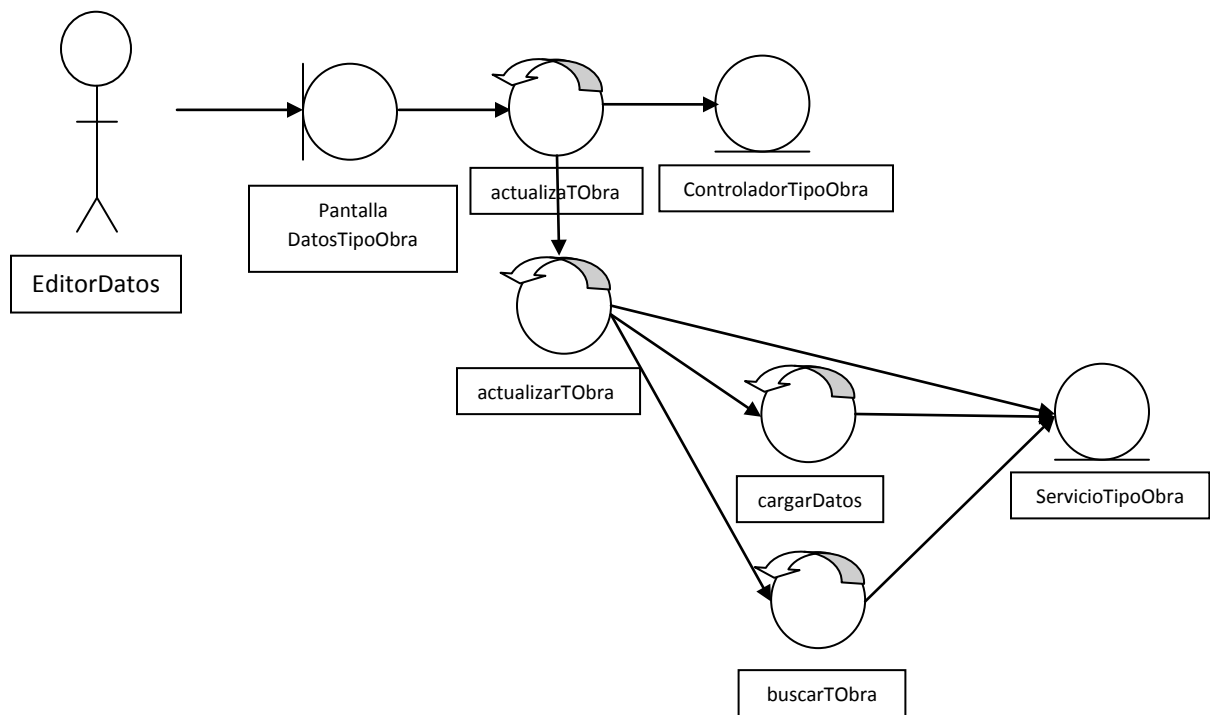 actualizaTObra
ControladorTipoObra
Pantalla
DatosTipoObra
EditorDatos
actualizarTObra
cargarDatos
ServicioTipoObra
buscarTObra